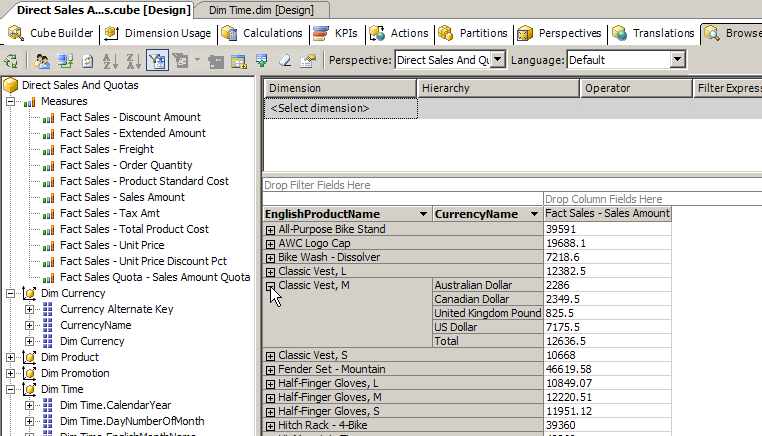 Direct Sales A...s.cube [Design] Dim Time.dim [Design]
Cube Builder Dimension Usage Calculations KPIs Actions Partitions Perspectives Translations Browse
Perspective: Direct Sales And Qu Language: Default
Direct Sales And Quotas
Measures
Fact Sales - Discount Amount
Fact Sales - Extended Amount
Fact Sales - Freight
Fact Sales - Order Quantity
Fact Sales - Product Standard Cost
Fact Sales - Sales Amount
Fact Sales - Tax Amt
Fact Sales - Total Product Cost
Fact Sales - Unit Price
Fact Sales - Unit Price Discount Pct
Fact Sales Quota - Sales Amount Quota
Dim Currency
Currency Alternate Key
CurrencyName
Dim Currency
Dim Product
Dim Promotion
Dim Time
Dim Time.CalendarYear
Dim Time.DayNumberOfMonth
Dim Time.EnglishMonthName
Dimension Hierarchy Operator Filter Express
<Select dimension>
Drop Filter Fields Here
Drop Column Fields Here
EnglishProductName CurrencyName Fact Sales - Sales Amount
All-Purpose Bike Stand 39591
AWC Logo Cap 19688.1
Bike Wash - Dissolver 7218.6
Classic Vest, L 12382.5
Classic Vest, M Australian Dollar 2286
Canadian Dollar 2349.5
United Kingdom Pound 825.5
US Dollar 7175.5
Total 12636.5
Classic Vest, S 10668
Fender Set - Mountain 46619.58
Half-Finger Gloves, L 10849.07
Half-Finger Gloves, M 12220.51
Half-Finger Gloves, S 11951.12
Hitch Rack - 4-Bike 39360